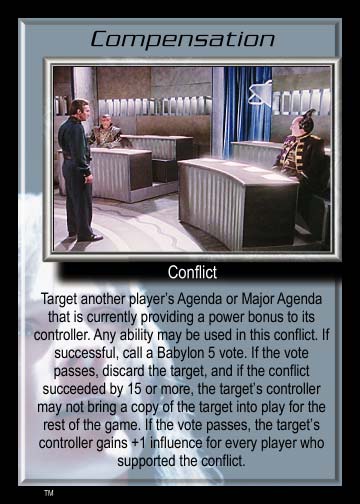 Compensation
Conflict
Target another player's Agenda or Major Agenda
that is currently providing a power bonus to its
controller. Any ability may be used in this conflict. If
successful, call a Babylon 5 vote. If the vote
passes, discard the target, and if the conflict
succeeded by 15 or more, the target's controller
may not bring a copy of the target into play for the
rest of the game. If the vote passes, the target's
controller gains +1 influence for every player who
supported the conflict.
TM